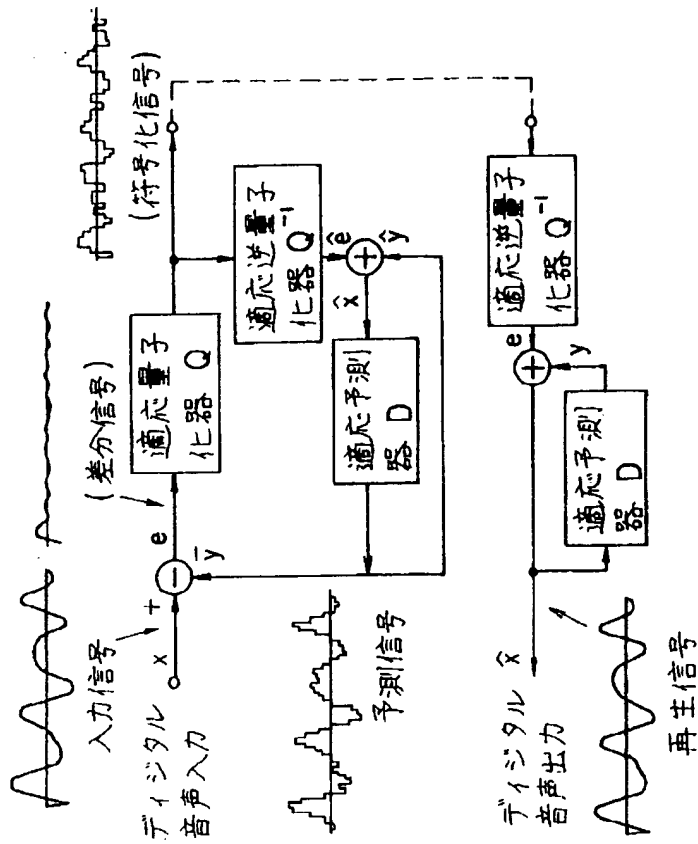 入力信号
(差分信号)
(符号化信号)
ディジタル
音声入力
x
+
−
e
y
適応量子
化器 Q
適応逆量子
化器 Q⁻¹
ê
+
ŷ
x̂
適応予測
器 D
予測信号
適応逆量子
化器 Q⁻¹
e
+
y
適応予測
器 D
x̂
ディジタル
音声出力
再生信号